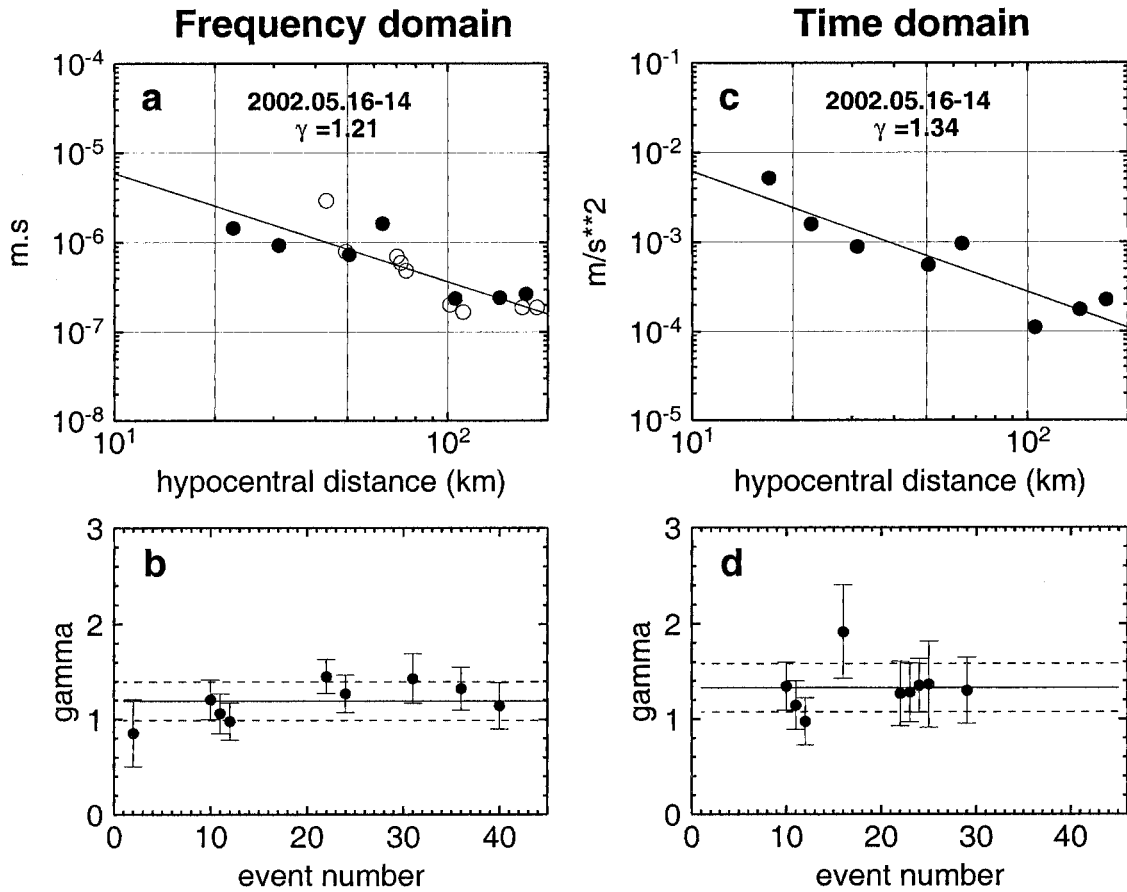 Frequency domain
Time domain
a
2002.05.16-14
γ =1.21
10^-4
10^-5
10^-6
10^-7
10^-8
m.s
10^1
10^2
hypocentral distance (km)
c
2002.05.16-14
γ =1.34
10^-1
10^-2
10^-3
10^-4
10^-5
m/s**2
10^1
10^2
hypocentral distance (km)
b
3
2
1
0
gamma
0 10 20 30 40
event number
d
3
2
1
0
gamma
0 10 20 30 40
event number